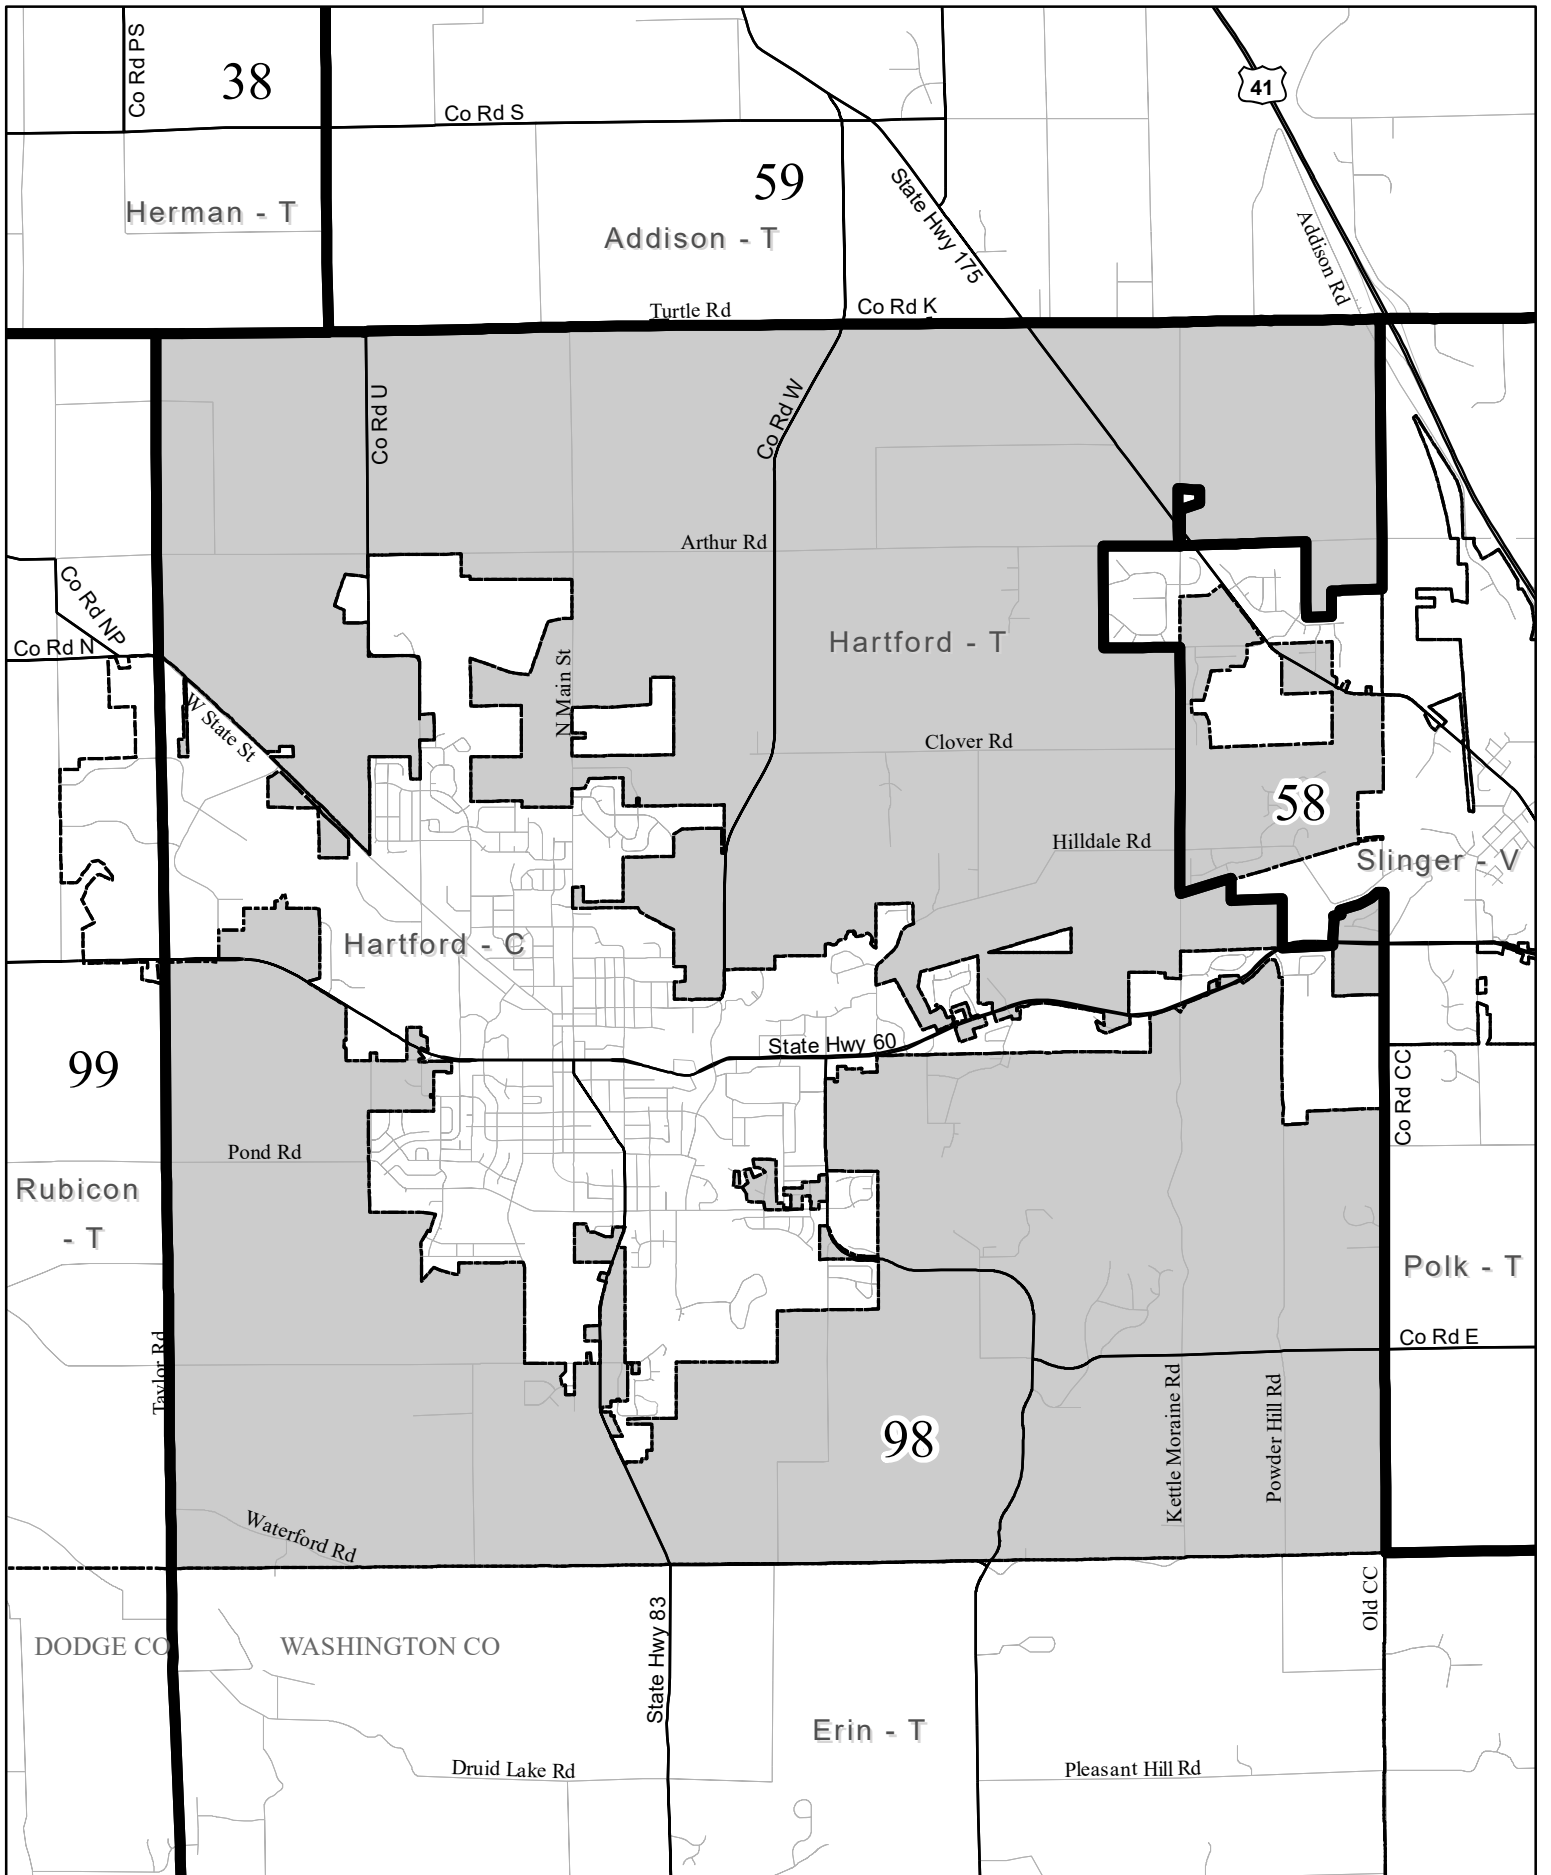 Co Rd PS
38
41
Co Rd S
59
State Hwy 175
Herman - T
Addison - T
Addison Rd
Turtle Rd
Co Rd K
Co Rd U
Co Rd W
Arthur Rd
Co Rd NP
Co Rd N
Hartford - T
N Main St
W State St
Clover Rd
58
Hilldale Rd
Slinger - V
Hartford - C
State Hwy 60
99
Co Rd CC
Pond Rd
Rubicon
- T
Polk - T
Co Rd E
Taylor Rd
Kettle Moraine Rd
Powder Hill Rd
98
Waterford Rd
Old CC
DODGE CO
WASHINGTON CO
State Hwy 83
Erin - T
Druid Lake Rd
Pleasant Hill Rd